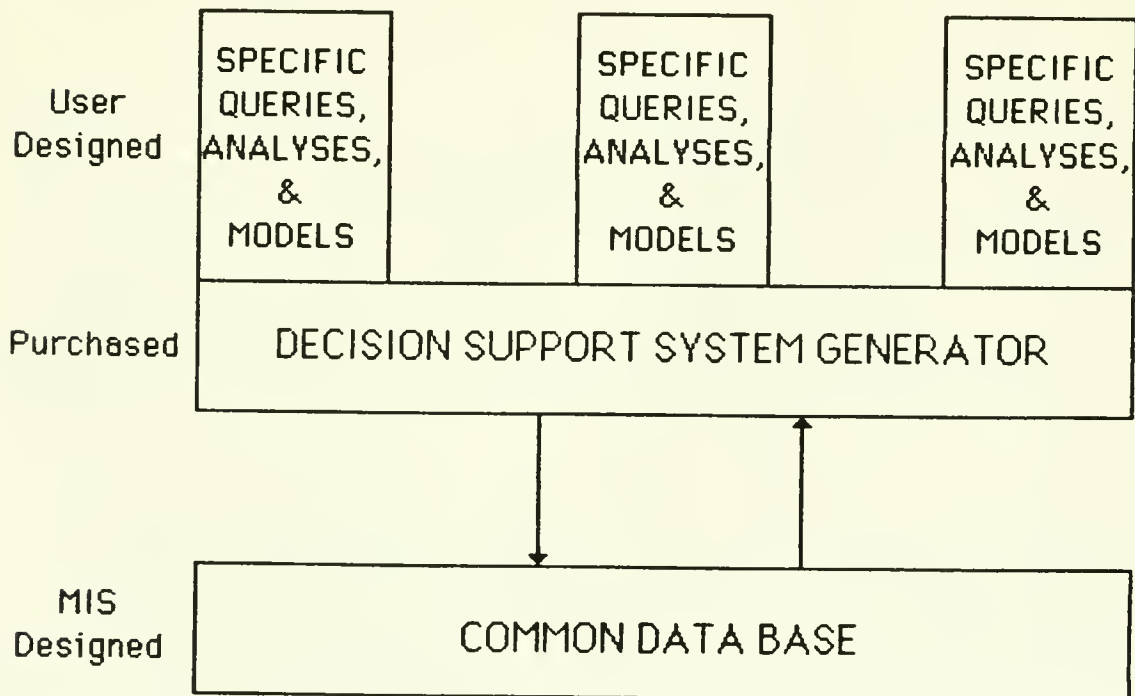 User
Designed
SPECIFIC
QUERIES,
ANALYSES,
&
MODELS
SPECIFIC
QUERIES,
ANALYSES,
&
MODELS
SPECIFIC
QUERIES,
ANALYSES,
&
MODELS
Purchased
DECISION SUPPORT SYSTEM GENERATOR
MIS
Designed
COMMON DATA BASE